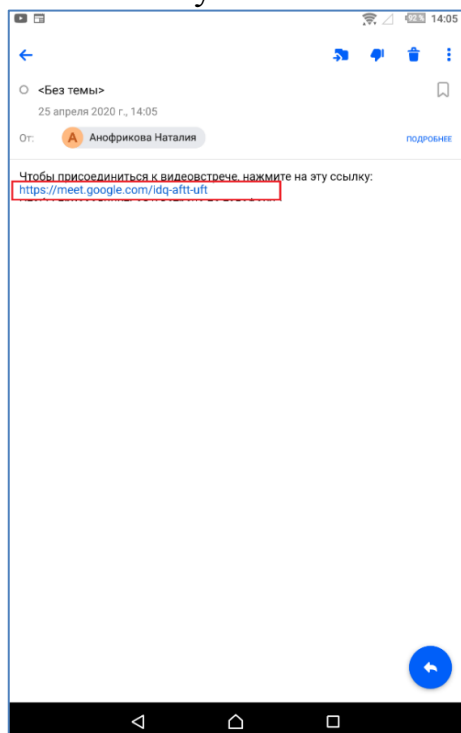 92% 14:05
<Без темы>
25 апреля 2020 г., 14:05
От: А Анофрикова Наталия ПОДРОБНЕЕ
Чтобы присоединиться к видеовстрече, нажмите на эту ссылку:
https://meet.google.com/idq-aftt-uft